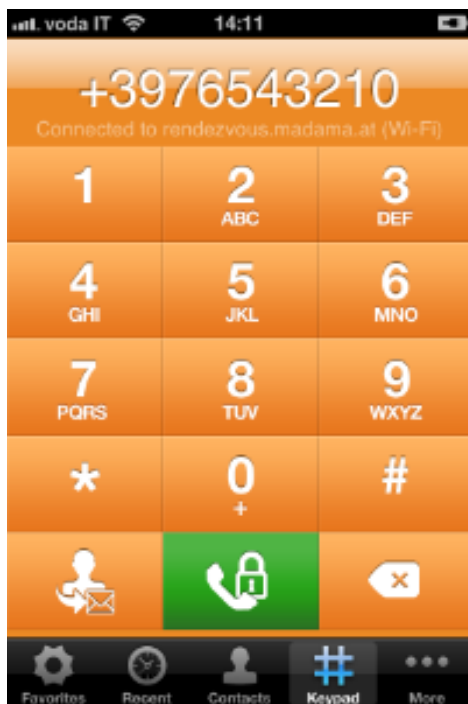 voda IT 14:11
+3976543210
Connected to rendezvous.madama.at (Wi-Fi)
1 2 3
ABC DEF
4 5 6
GHI JKL MNO
7 8 9
PQRS TUV WXYZ
* 0 #
+
Favorites Recent Contacts Keypad More